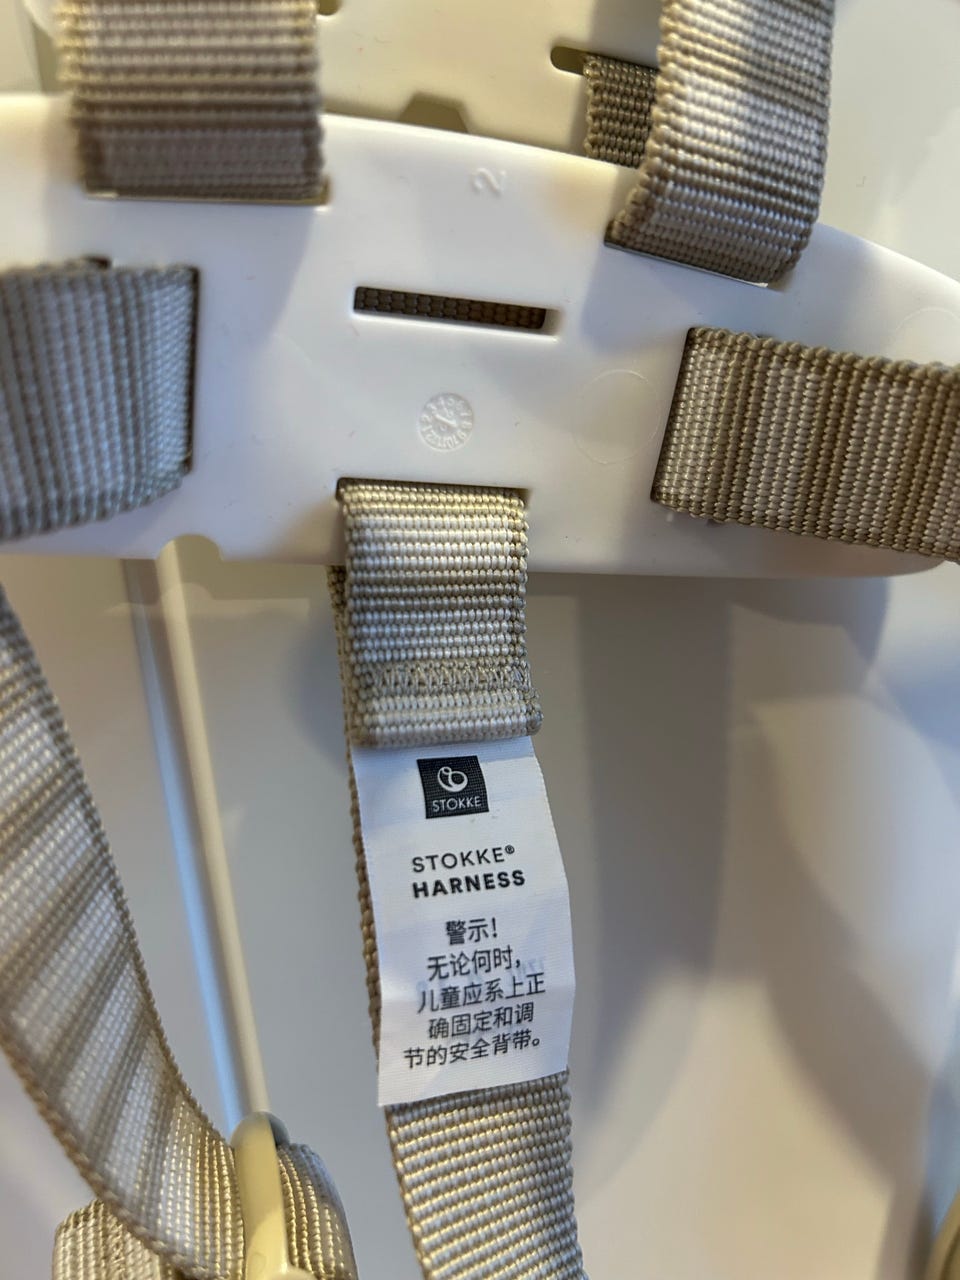 2
STOKKE
STOKKE®
HARNESS
警示！
无论何时，
儿童应系上正
确固定和调
节的安全背带。